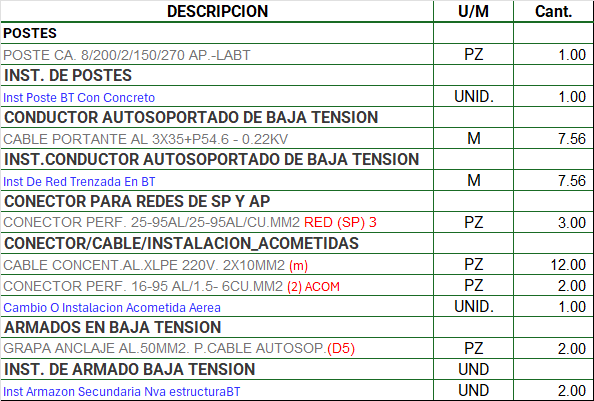 DESCRIPCION U/M Cant.
POSTES
POSTE CA. 8/200/2/150/270 AP.-LABT PZ 1.00
INST. DE POSTES
Inst Poste BT Con Concreto UNID. 1.00
CONDUCTOR AUTOSOPORTADO DE BAJA TENSION
CABLE PORTANTE AL 3X35+P54.6 - 0.22KV M 7.56
INST.CONDUCTOR AUTOSOPORTADO DE BAJA TENSION
Inst De Red Trenzada En BT M 7.56
CONECTOR PARA REDES DE SP Y AP
CONECTOR PERF. 25-95AL/25-95AL/CU.MM2 RED (SP) 3 PZ 3.00
CONECTOR/CABLE/INSTALACION_ACOMETIDAS
CABLE CONCENT.AL.XLPE 220V. 2X10MM2 (m) PZ 12.00
CONECTOR PERF. 16-95 AL/1.5- 6CU.MM2 (2) ACOM PZ 2.00
Cambio O Instalacion Acometida Aerea UNID. 1.00
ARMADOS EN BAJA TENSION
GRAPA ANCLAJE AL.50MM2. P.CABLE AUTOSOP.(D5) PZ 2.00
INST. DE ARMADO BAJA TENSION UND
Inst Armazon Secundaria Nva estructuraBT UND 2.00